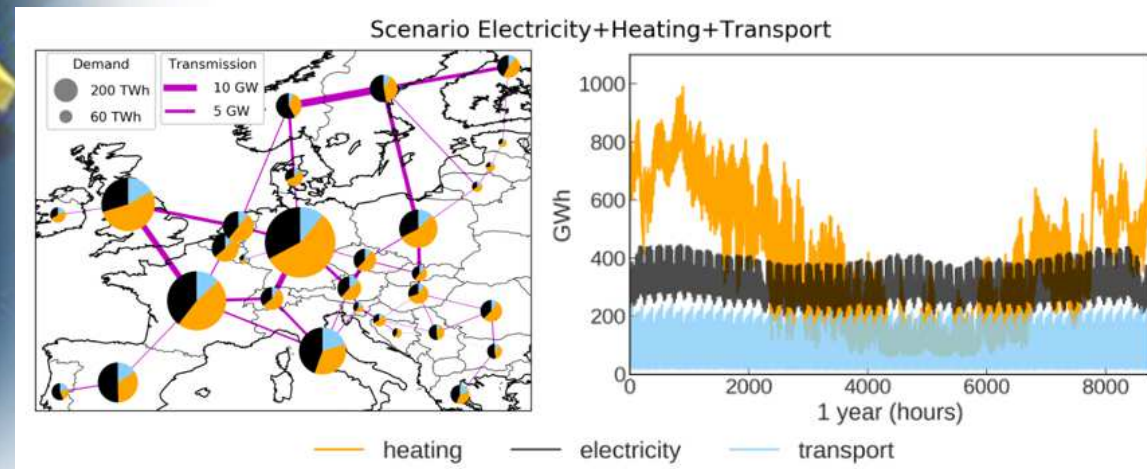 Scenario Electricity+Heating+Transport
Demand
200 TWh
60 TWh
Transmission
10 GW
5 GW
GWh
1000
800
600
400
200
0
0 2000 4000 6000 8000
1 year (hours)
heating electricity transport